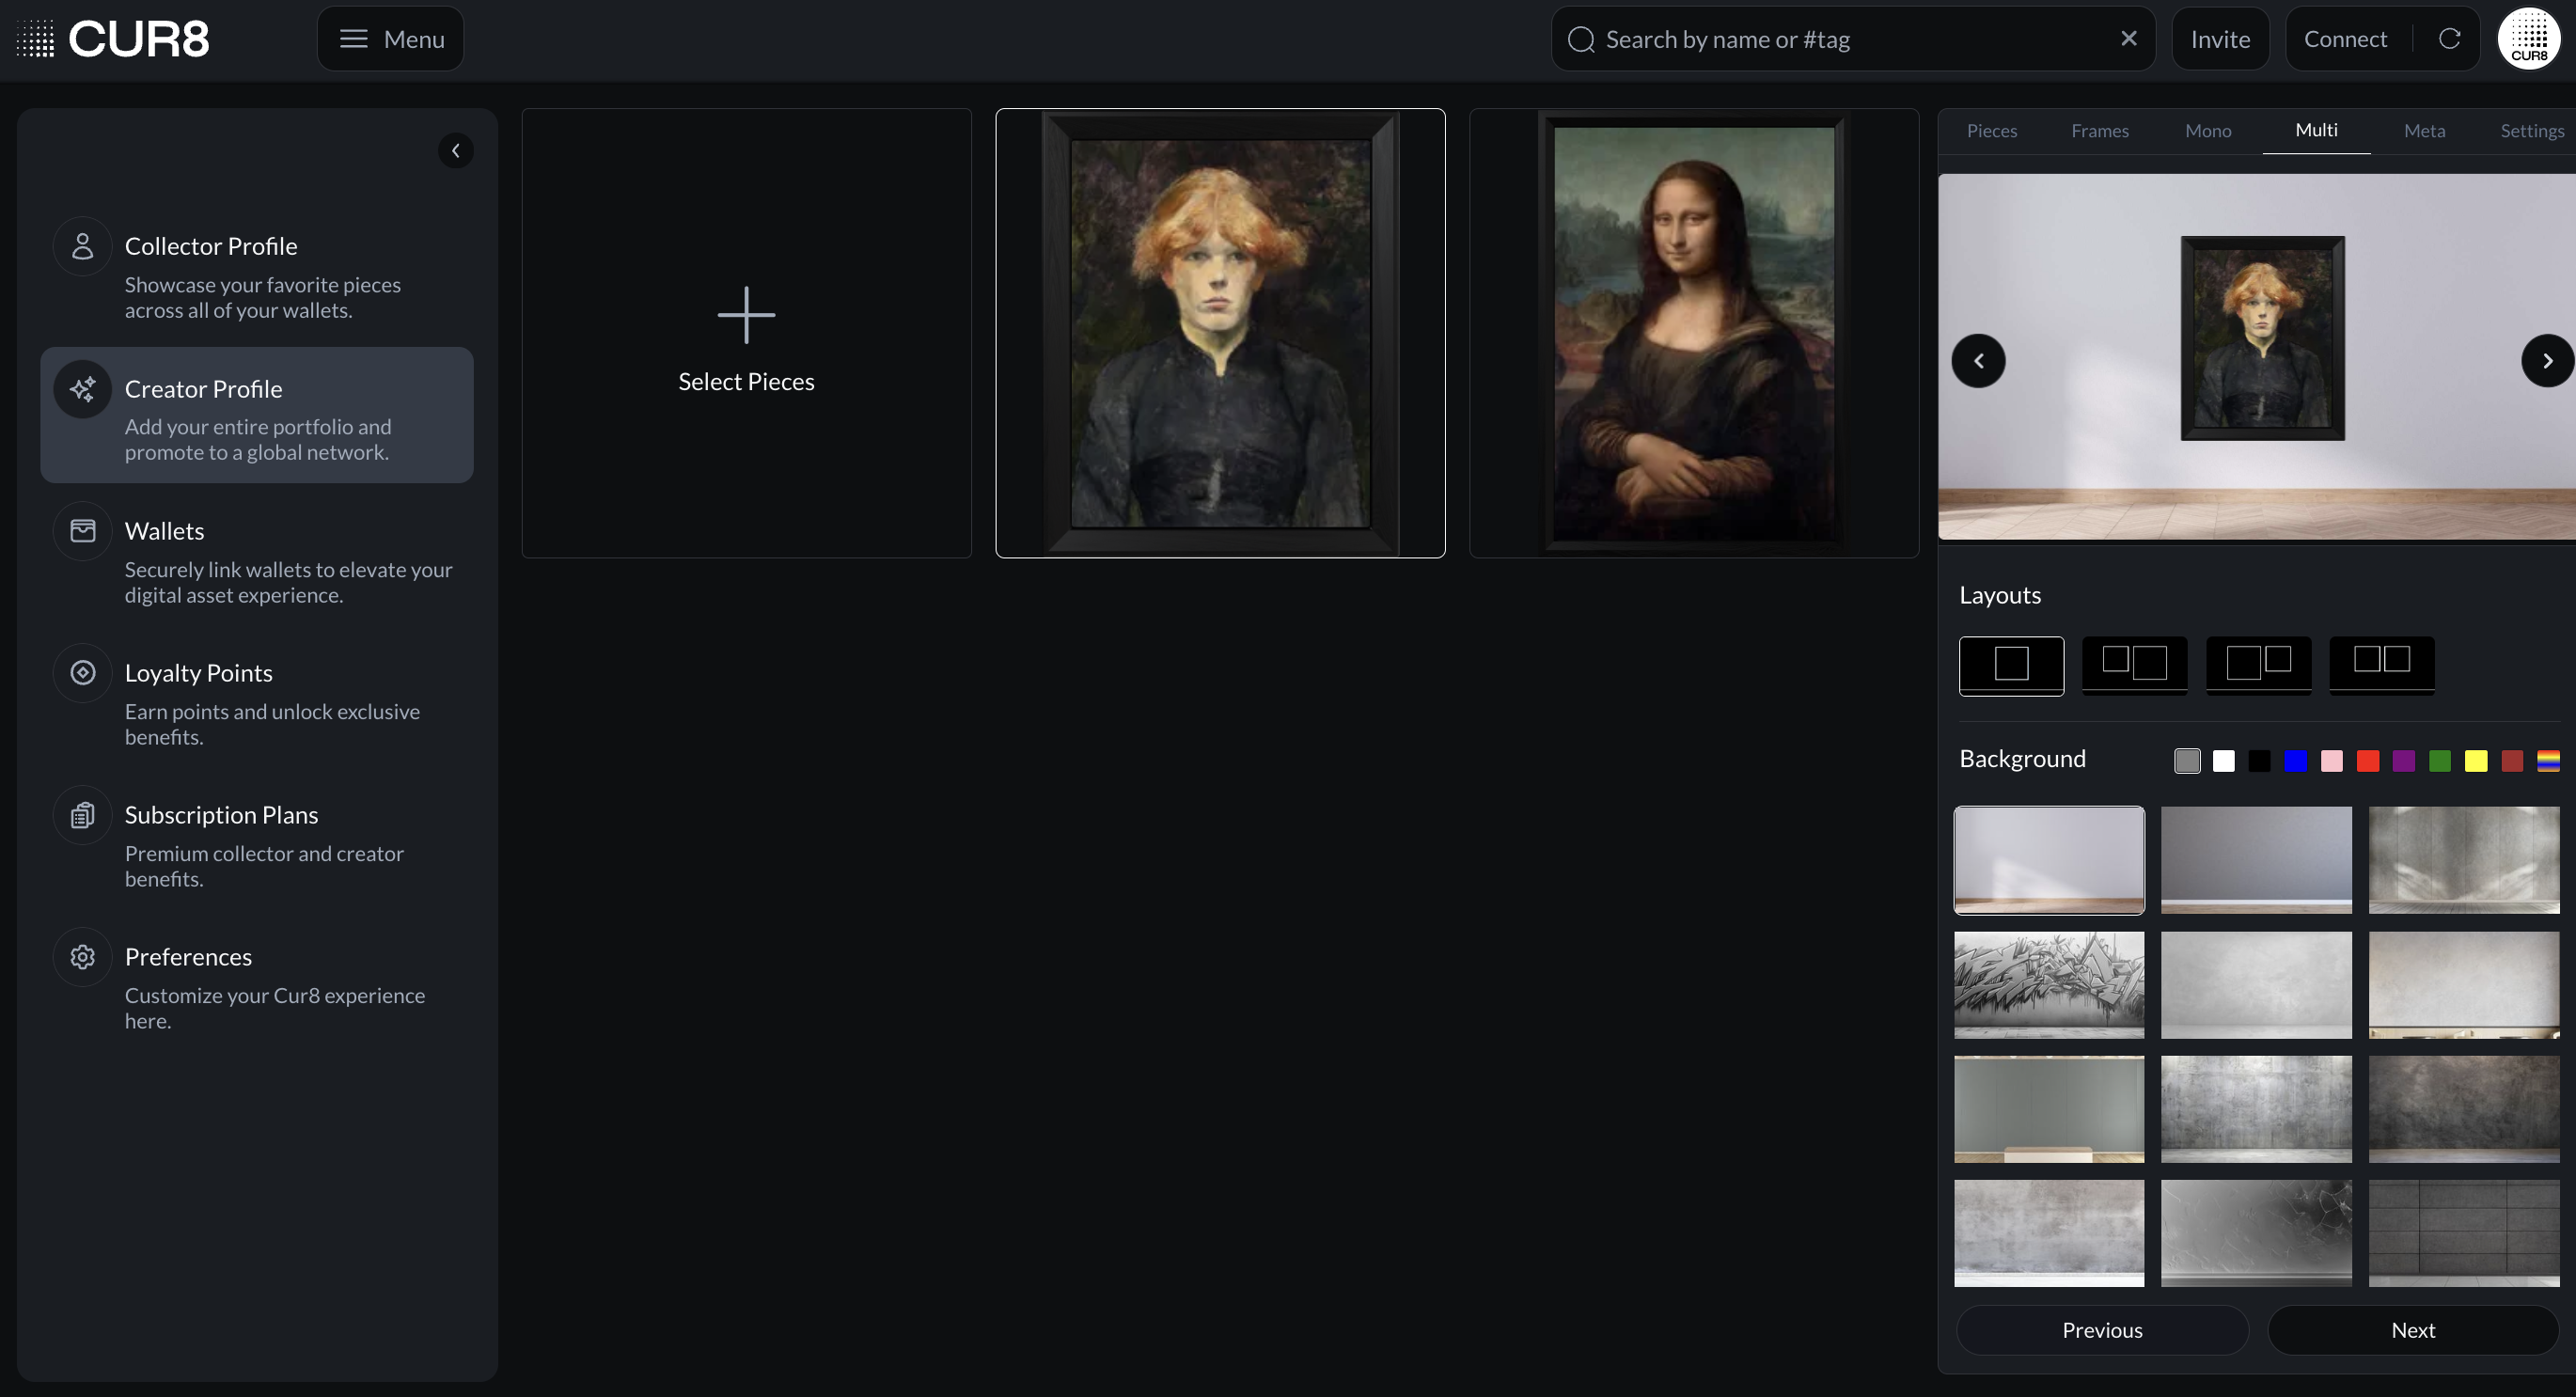 CUR8
Menu
Search by name or #tag
Invite
Connect
CUR8
Collector Profile
Showcase your favorite pieces
across all of your wallets.
Creator Profile
Add your entire portfolio and
promote to a global network.
Wallets
Securely link wallets to elevate your
digital asset experience.
Loyalty Points
Earn points and unlock exclusive
benefits.
Subscription Plans
Premium collector and creator
benefits.
Preferences
Customize your Cur8 experience
here.
Select Pieces
Pieces Frames Mono Multi Meta Settings
Layouts
Background
Previous
Next